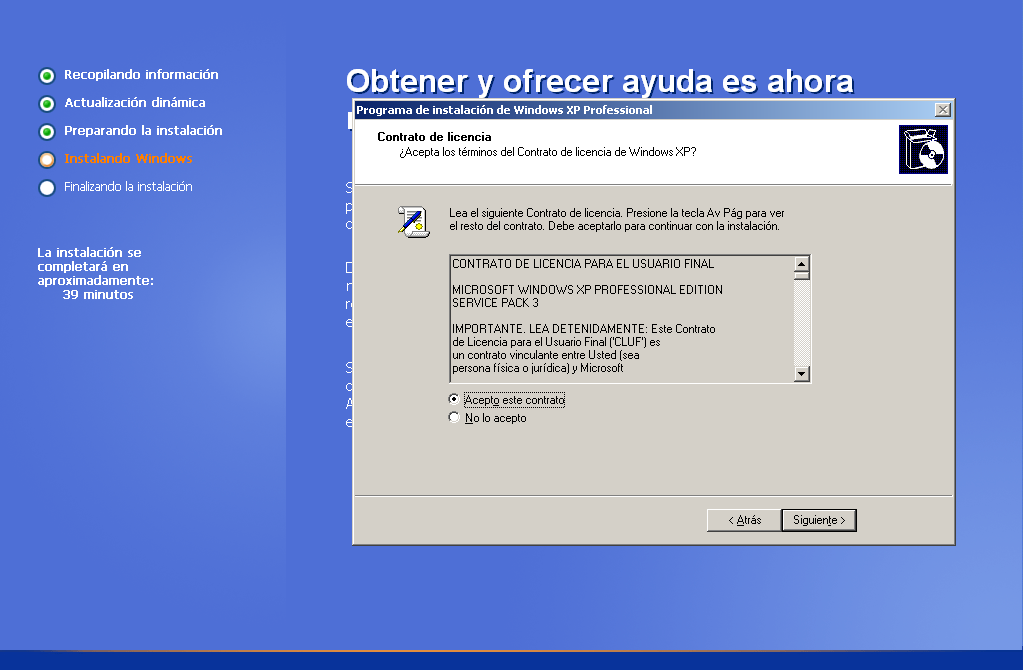 Recopilando información
Actualización dinámica
Preparando la instalación
Instalando Windows
Finalizando la instalación
La instalación se
completará en
aproximadamente:
39 minutos
Obtener y ofrecer ayuda es ahora
Programa de instalación de Windows XP Professional
Contrato de licencia
¿Acepta los términos del Contrato de licencia de Windows XP?
Lea el siguiente Contrato de licencia. Presione la tecla Av Pág para ver
el resto del contrato. Debe aceptarlo para continuar con la instalación.
CONTRATO DE LICENCIA PARA EL USUARIO FINAL
MICROSOFT WINDOWS XP PROFESSIONAL EDITION
SERVICE PACK 3
IMPORTANTE. LEA DETENIDAMENTE: Este Contrato
de Licencia para el Usuario Final ('CLUF') es
un contrato vinculante entre Usted (sea
persona física o jurídica) y Microsoft
Acepto este contrato
No lo acepto
< Atrás
Siguiente >